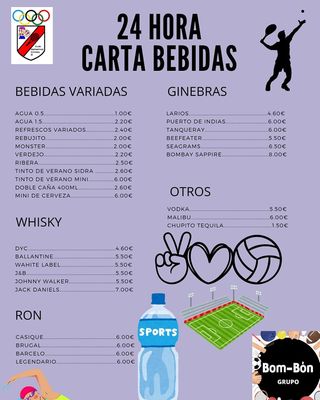 24 HORA
CARTA BEBIDAS
BEBIDAS VARIADAS
AGUA 0.5 1.00€
AGUA 1.5 2.20€
REFRESCOS VARIADOS 2.40€
REBUJITO 2.00€
MONSTER 2.00€
VERDEJO 2.20€
RIBERA 2.50€
TINTO DE VERANO SIDRA 2.60€
TINTO DE VERANO MINI 6.00€
DOBLE CAÑA 400ML 2.60€
MINI DE CERVEZA 6.00€
WHISKY
DYC 4.60€
BALLANTINE 5.50€
WAHITE LABEL 5.50€
J&B 5.50€
JOHNNY WALKER 5.50€
JACK DANIELS 7.00€
RON
CASIQUE 6.00€
BRUGAL 6.00€
BARCELO 6.00€
LEGENDARIO 6.00€
GINEBRAS
LARIOS 4.60€
PUERTO DE INDIAS 6.00€
TANQUERAY 6.00€
BEEFEATER 5.50€
SEAGRAMS 6.50€
BOMBAY SAPPIRE 8.00€
OTROS
VODKA 5.50€
MALIBU 6.00€
CHUPITO TEQUILA 1.50€
SPORTS
Bom-Bòn
GRUPO